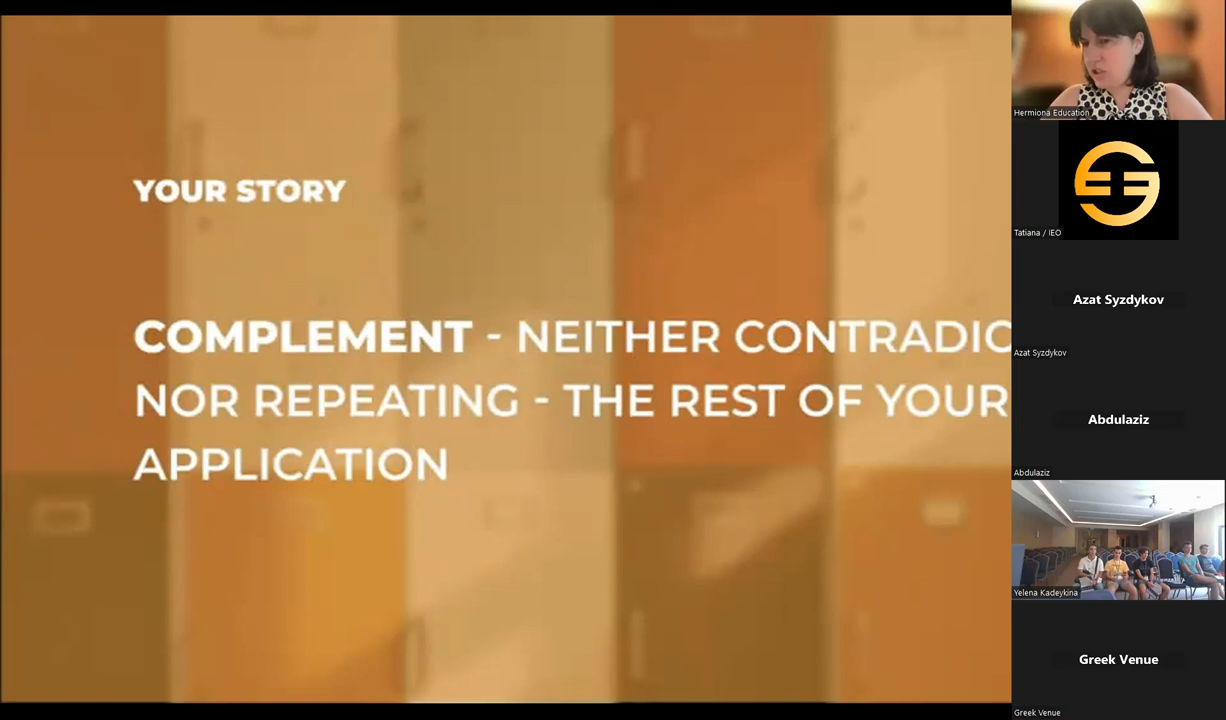 YOUR STORY
COMPLEMENT - NEITHER CONTRADIC
NOR REPEATING - THE REST OF YOUR
APPLICATION
Hermiona Education
Tatiana / IEO
Azat Syzdykov
Azat Syzdykov
Abdulaziz
Abdulaziz
Yelena Kadeykina
Greek Venue
Greek Venue